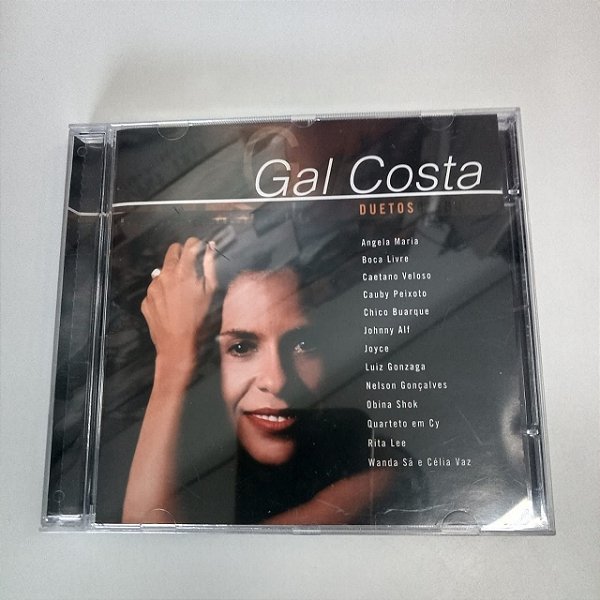 Gal Costa
DUETOS
Angela Maria
Boca Livre
Caetano Veloso
Cauby Peixoto
Chico Buarque
Johnny Alf
Joyce
Luiz Gonzaga
Nelson Gonçalves
Obina Shok
Quarteto em Cy
Rita Lee
Wanda Sá e Célia Vaz